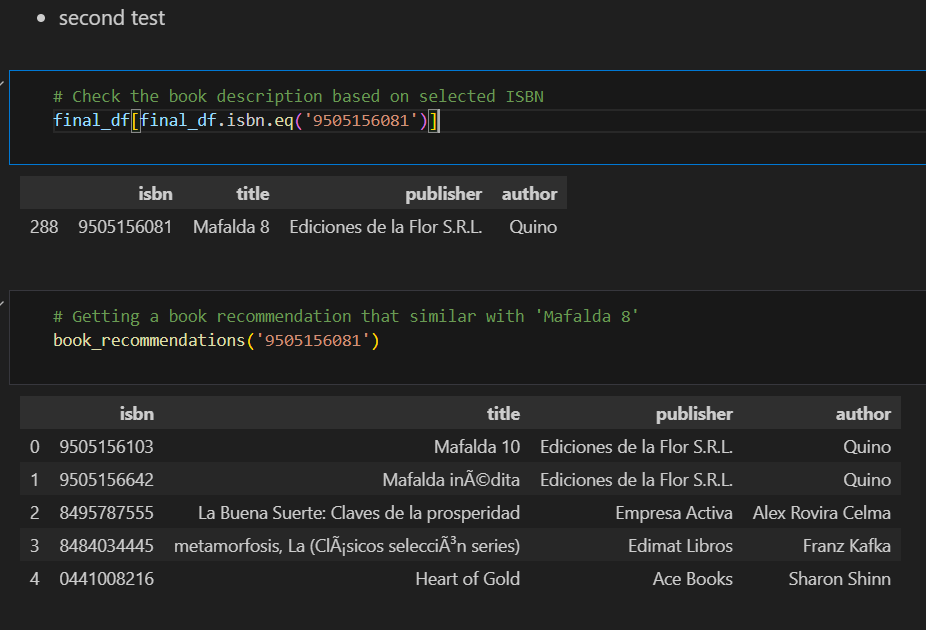 • second test
# Check the book description based on selected ISBN
final_df[final_df.isbn.eq('9505156081')]
isbn title publisher author
288 9505156081 Mafalda 8 Ediciones de la Flor S.R.L. Quino
# Getting a book recommendation that similar with 'Mafalda 8'
book_recommendations('9505156081')
isbn title publisher author
0 9505156103 Mafalda 10 Ediciones de la Flor S.R.L. Quino
1 9505156642 Mafalda inÃ©dita Ediciones de la Flor S.R.L. Quino
2 8495787555 La Buena Suerte: Claves de la prosperidad Empresa Activa Alex Rovira Celma
3 8484034445 metamorfosis, La (ClÃ¡sicos selecciÃ³n series) Edimat Libros Franz Kafka
4 0441008216 Heart of Gold Ace Books Sharon Shinn